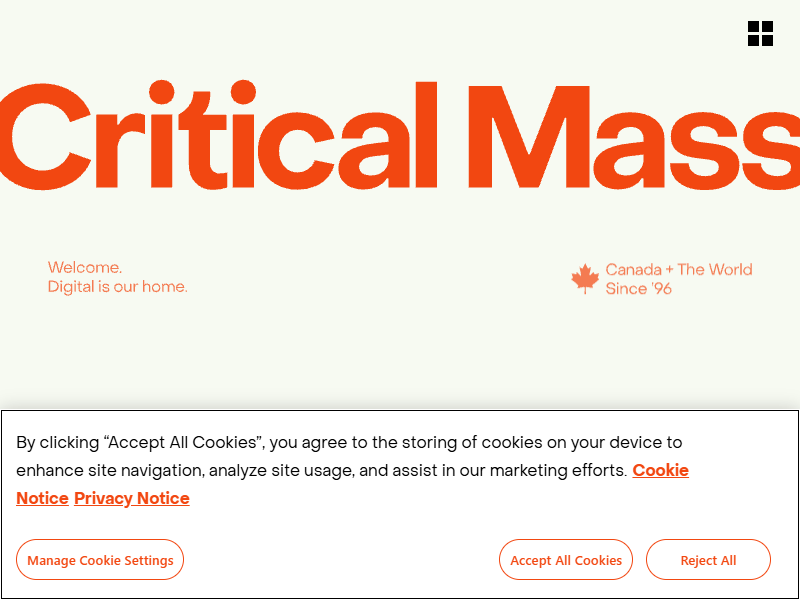 Critical Mass
Welcome.
Digital is our home.
Canada + The World
Since '96
By clicking “Accept All Cookies”, you agree to the storing of cookies on your device to
enhance site navigation, analyze site usage, and assist in our marketing efforts. Cookie
Notice Privacy Notice
Manage Cookie Settings
Accept All Cookies
Reject All